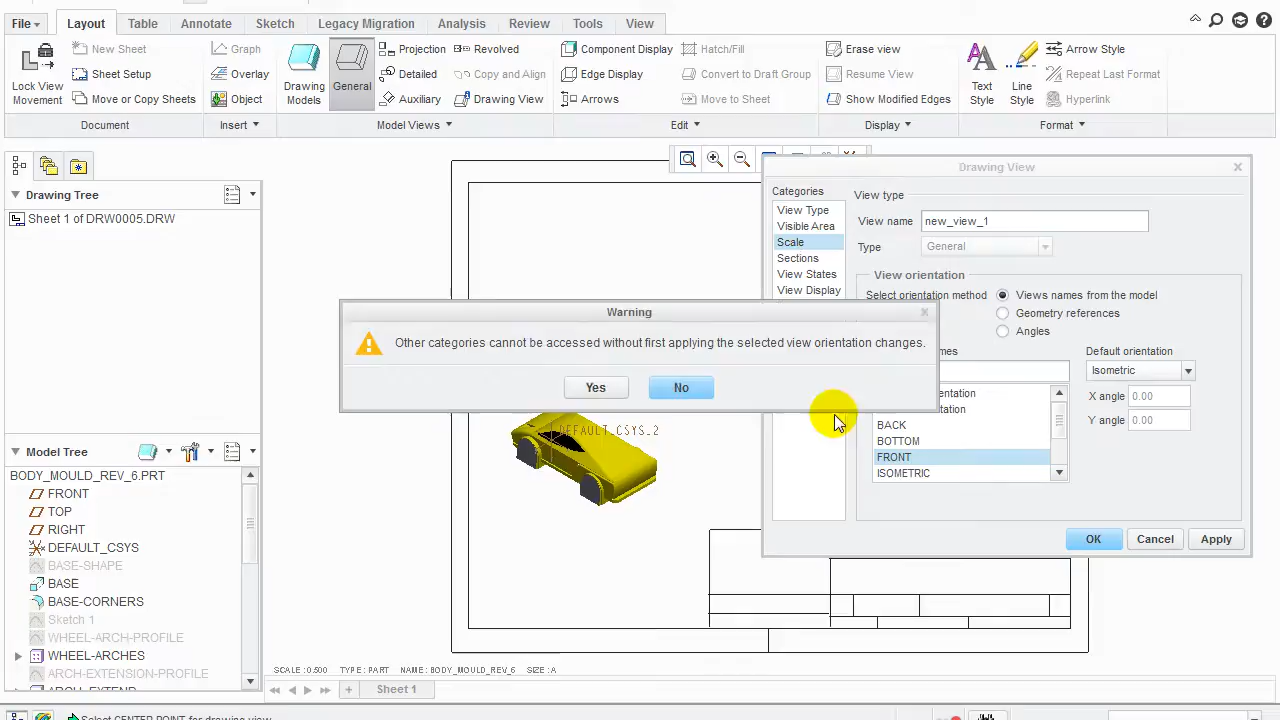 File
Layout
Table
Annotate
Sketch
Legacy Migration
Analysis
Review
Tools
View
Lock View Movement
New Sheet
Sheet Setup
Move or Copy Sheets
Document
Graph
Overlay
Object
Insert
Drawing Models
General
Projection
Detailed
Auxiliary
Revolved
Copy and Align
Drawing View
Model Views
Component Display
Edge Display
Arrows
Hatch/Fill
Convert to Draft Group
Move to Sheet
Edit
Erase view
Resume View
Show Modified Edges
Display
Text Style
Line Style
Arrow Style
Repeat Last Format
Hyperlink
Format
Drawing Tree
Sheet 1 of DRW0005.DRW
Model Tree
BODY_MOULD_REV_6.PRT
FRONT
TOP
RIGHT
DEFAULT_CSYS
BASE-SHAPE
BASE
BASE-CORNERS
Sketch 1
WHEEL-ARCH-PROFILE
WHEEL-ARCHES
ARCH-EXTENSION-PROFILE
ARCH-EXTEND
Drawing View
Categories
View Type
Visible Area
Scale
Sections
View States
View Display
View type
View name new_view_1
Type General
View orientation
Select orientation method
Views names from the model
Geometry references
Angles
Default orientation
Isometric
X angle 0.00
Y angle 0.00
BACK
BOTTOM
FRONT
ISOMETRIC
OK
Cancel
Apply
Warning
Other categories cannot be accessed without first applying the selected view orientation changes.
Yes
No
DEFAULT_CSYS_2
SCALE :0.500 TYPE: PART NAME: BODY_MOULD_REV_6 SIZE: A
Sheet 1
Select CENTER POINT for drawing view